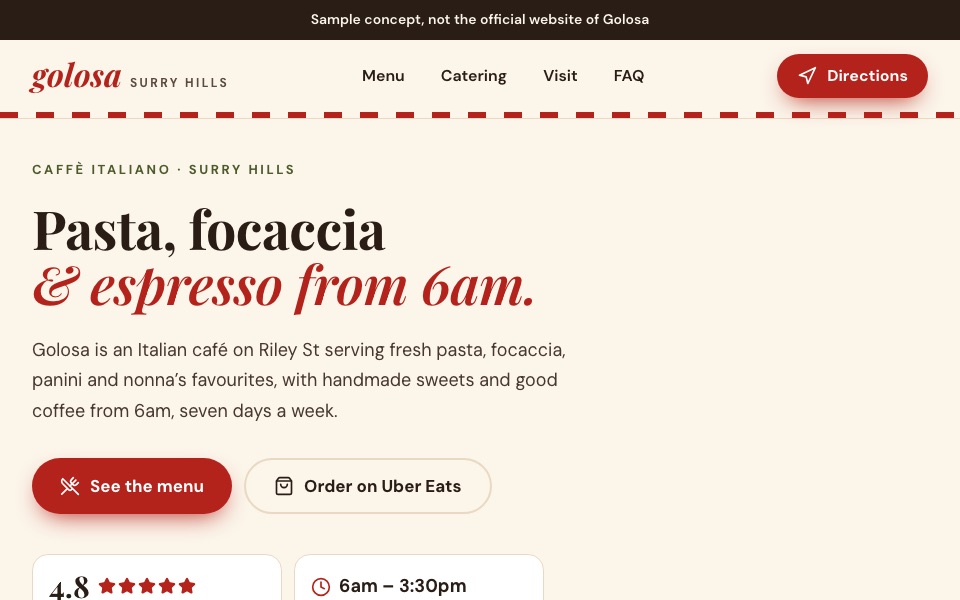 Sample concept, not the official website of Golosa
golosa SURRY HILLS
Menu
Catering
Visit
FAQ
Directions
CAFFÈ ITALIANO · SURRY HILLS
Pasta, focaccia
& espresso from 6am.
Golosa is an Italian café on Riley St serving fresh pasta, focaccia,
panini and nonna’s favourites, with handmade sweets and good
coffee from 6am, seven days a week.
See the menu
Order on Uber Eats
4.8
6am – 3:30pm